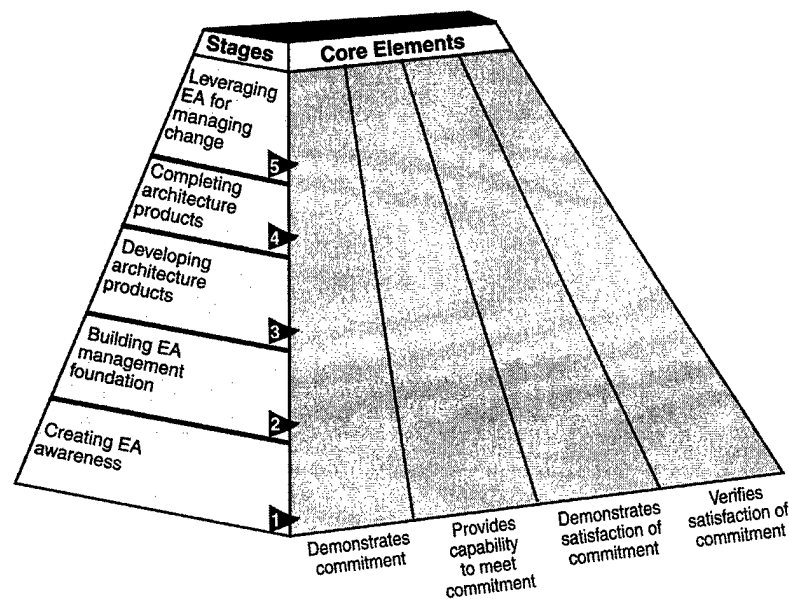 Stages
Core Elements
Leveraging
EA for
managing
change
5
Completing
architecture
products
4
Developing
architecture
products
3
Building EA
management
foundation
2
Creating EA
awareness
1
Demonstrates
commitment
Provides
capability
to meet
commitment
Demonstrates
satisfaction of
commitment
Verifies
satisfaction of
commitment